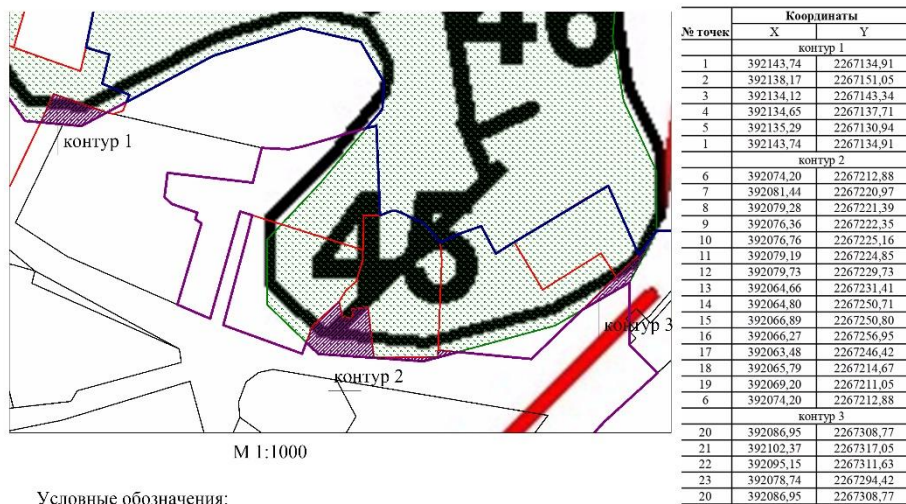 46
45
контур 1
контур 2
контур 3
М 1:1000
Условные обозначения:
№ точек Координаты
X Y
контур 1
1 392143,74 2267134,91
2 392138,17 2267151,05
3 392134,12 2267143,34
4 392134,65 2267137,71
5 392135,29 2267130,94
1 392143,74 2267134,91
контур 2
6 392074,20 2267212,88
7 392081,44 2267220,97
8 392079,28 2267221,39
9 392076,36 2267222,35
10 392076,76 2267225,16
11 392079,19 2267224,85
12 392079,73 2267229,73
13 392064,66 2267231,41
14 392064,80 2267250,71
15 392066,89 2267250,80
16 392066,27 2267256,95
17 392063,48 2267246,42
18 392065,79 2267214,67
19 392069,20 2267211,05
6 392074,20 2267212,88
контур 3
20 392086,95 2267308,77
21 392102,37 2267317,05
22 392095,15 2267311,63
23 392078,74 2267294,42
20 392086,95 2267308,77